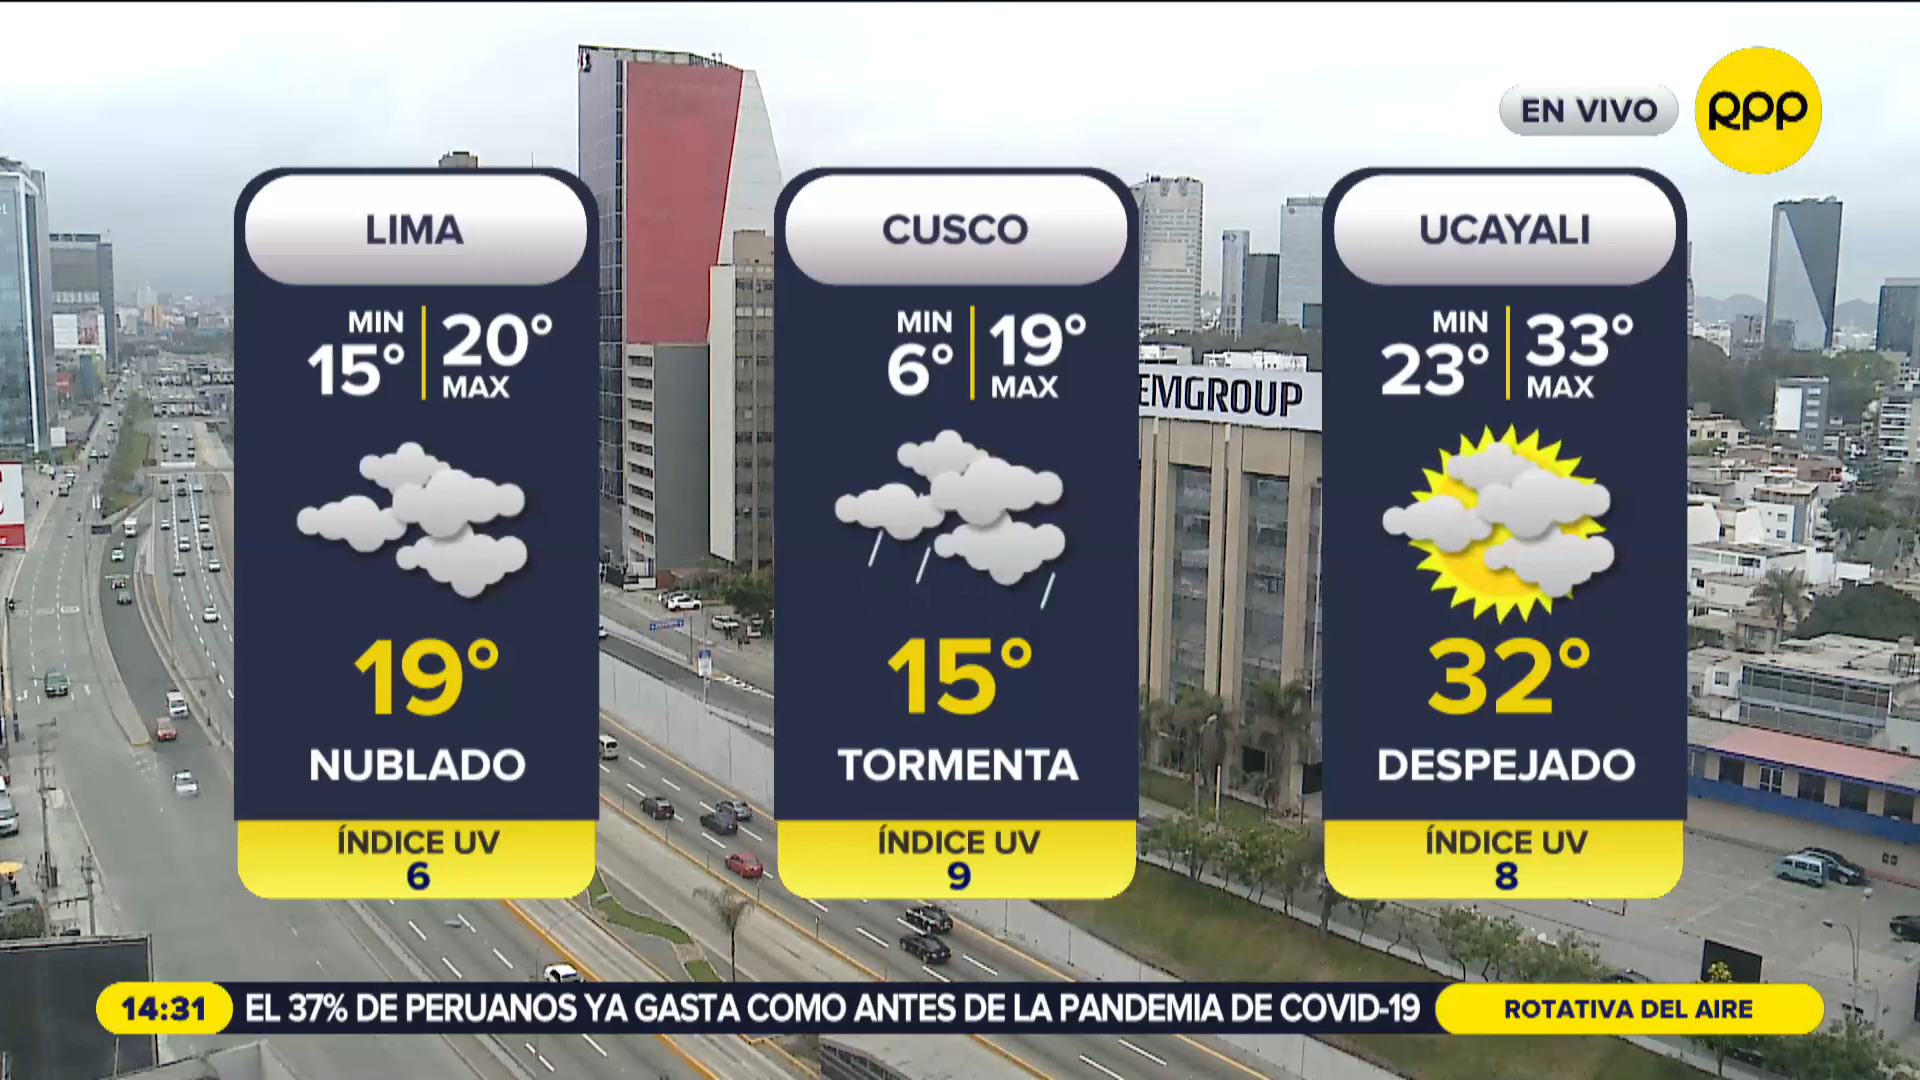 EN VIVO
rpp
LIMA
MIN
15°
20°
MAX
19°
NUBLADO
ÍNDICE UV
6
CUSCO
MIN
6°
19°
MAX
15°
TORMENTA
ÍNDICE UV
9
UCAYALI
MIN
23°
33°
MAX
32°
DESPEJADO
ÍNDICE UV
8
EMGROUP
14:31
EL 37% DE PERUANOS YA GASTA COMO ANTES DE LA PANDEMIA DE COVID-19
ROTATIVA DEL AIRE